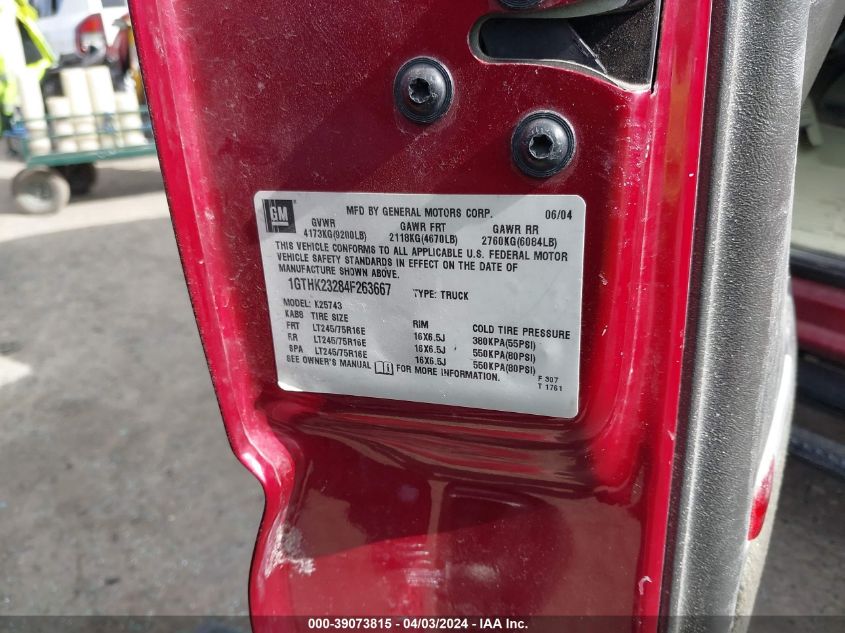 GM
MFD BY GENERAL MOTORS CORP. 06/04
GVWR GAWR FRT GAWR RR
4173KG(9200LB) 2118KG(4670LB) 2760KG(6084LB)
THIS VEHICLE CONFORMS TO ALL APPLICABLE U.S. FEDERAL MOTOR
VEHICLE SAFETY STANDARDS IN EFFECT ON THE DATE OF
MANUFACTURE SHOWN ABOVE.
1GTHK23284F263667 TYPE: TRUCK
MODEL: K25743
KABS TIRE SIZE RIM COLD TIRE PRESSURE
FRT LT245/75R16E 16X6.5J 380KPA(55PSI)
RR LT245/75R16E 16X6.5J 550KPA(80PSI)
SPA LT245/75R16E 16X6.5J 550KPA(80PSI)
SEE OWNER'S MANUAL FOR MORE INFORMATION.
F 307
T 1761
000-39073815 - 04/03/2024 - IAA Inc.